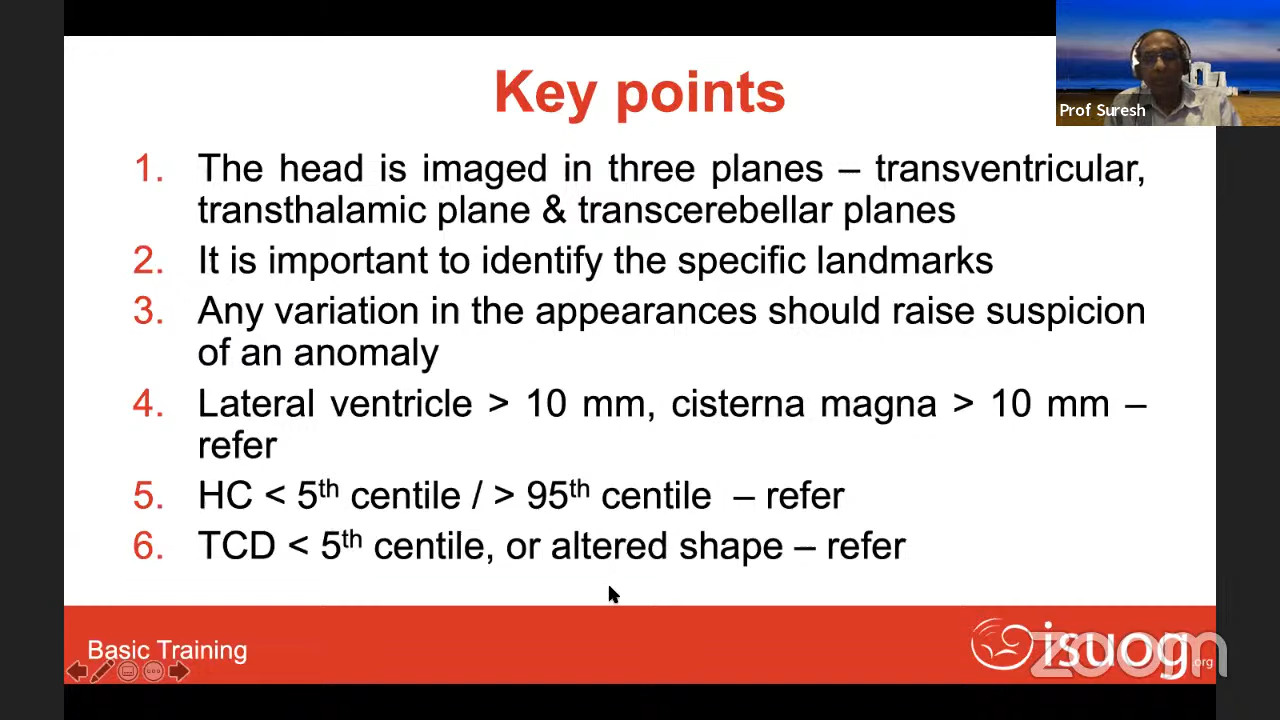 Key points
Prof Suresh
1. The head is imaged in three planes – transventricular,
transthalamic plane & transcerebellar planes
2. It is important to identify the specific landmarks
3. Any variation in the appearances should raise suspicion
of an anomaly
4. Lateral ventricle > 10 mm, cisterna magna > 10 mm –
refer
5. HC < 5th centile / > 95th centile – refer
6. TCD < 5th centile, or altered shape – refer
Basic Training
isuog.org
zoom